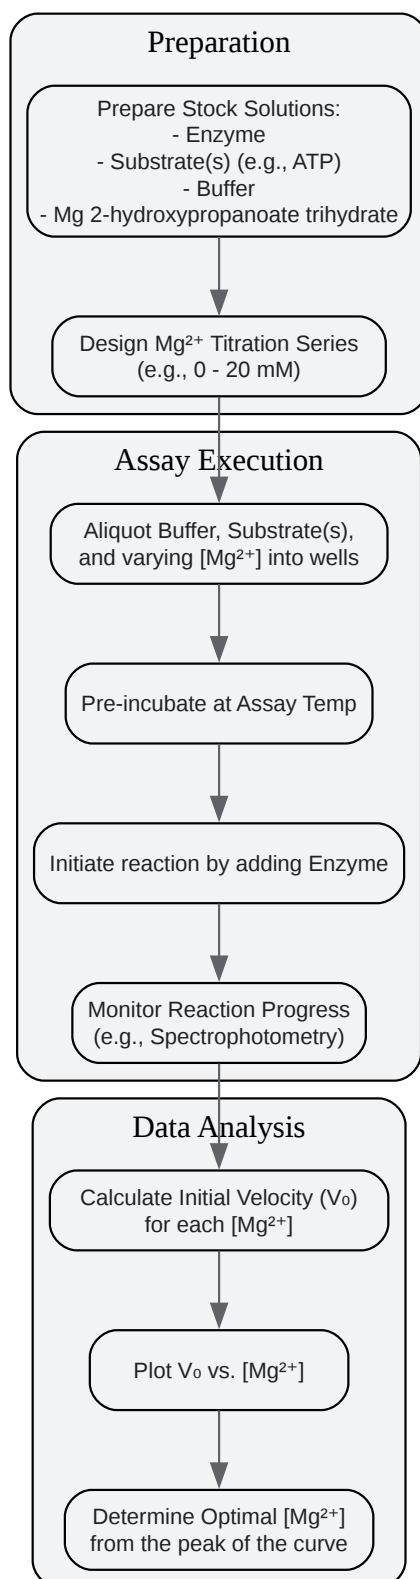 Preparation
Prepare Stock Solutions:
- Enzyme
- Substrate(s) (e.g., ATP)
- Buffer
- Mg 2-hydroxypropanoate trihydrate
Design Mg²⁺ Titration Series
(e.g., 0 - 20 mM)
Assay Execution
Aliquot Buffer, Substrate(s),
and varying [Mg²⁺] into wells
Pre-incubate at Assay Temp
Initiate reaction by adding Enzyme
Monitor Reaction Progress
(e.g., Spectrophotometry)
Data Analysis
Calculate Initial Velocity (V₀)
for each [Mg²⁺]
Plot V₀ vs. [Mg²⁺]
Determine Optimal [Mg²⁺]
from the peak of the curve